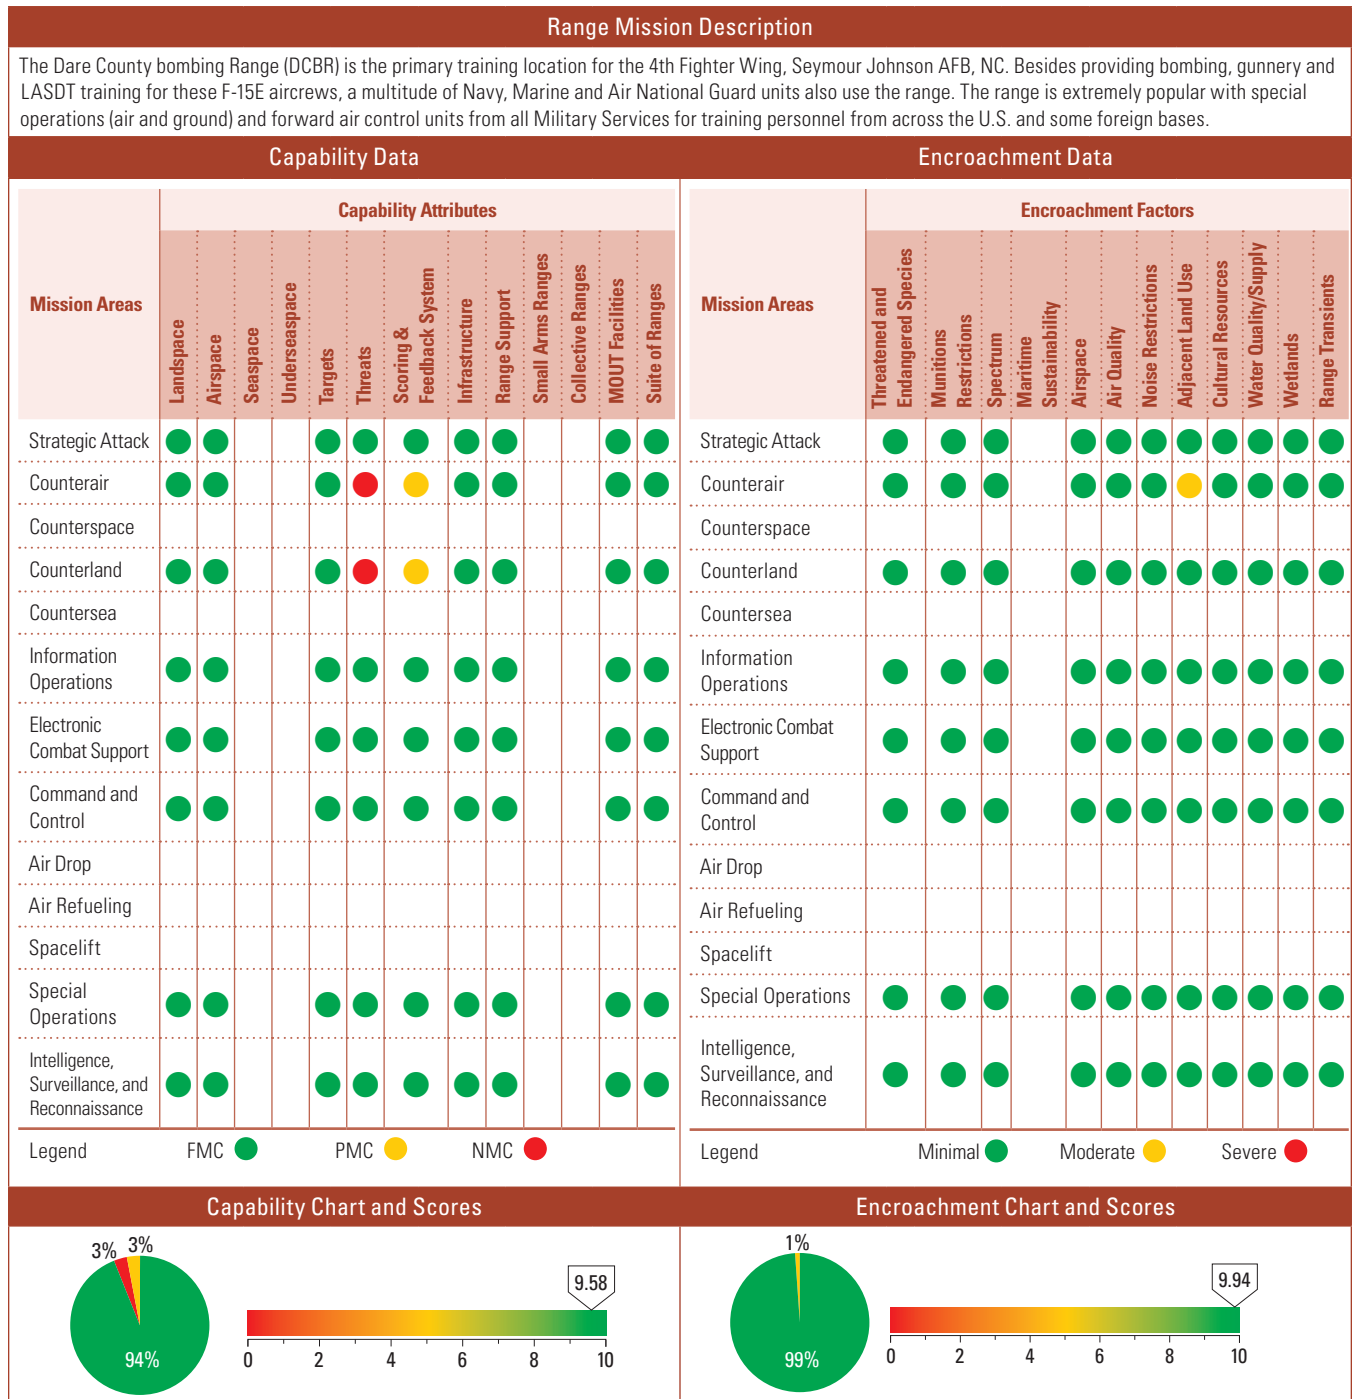 Range Mission Description
The Dare County bombing Range (DCBR) is the primary training location for the 4th Fighter Wing, Seymour Johnson AFB, NC. Besides providing bombing, gunnery and
LASDT training for these F-15E aircrews, a multitude of Navy, Marine and Air National Guard units also use the range. The range is extremely popular with special
operations (air and ground) and forward air control units from all Military Services for training personnel from across the U.S. and some foreign bases.
Capability Data
Mission Areas
Capability Attributes
Landspace
Airspace
Seaspace
Underseaspace
Targets
Threats
Scoring &
Feedback System
Infrastructure
Range Support
Small Arms Ranges
Collective Ranges
MOUT Facilities
Suite of Ranges
Strategic Attack
Counterair
Counterspace
Counterland
Countersea
Information
Operations
Electronic
Combat Support
Command and
Control
Air Drop
Air Refueling
Spacelift
Special
Operations
Intelligence,
Surveillance, and
Reconnaissance
Legend FMC PMC NMC
Encroachment Data
Mission Areas
Encroachment Factors
Threatened and
Endangered Species
Munitions
Restrictions
Spectrum
Maritime
Sustainability
Airspace
Air Quality
Noise Restrictions
Adjacent Land Use
Cultural Resources
Water Quality/Supply
Wetlands
Range Transients
Strategic Attack
Counterair
Counterspace
Counterland
Countersea
Information
Operations
Electronic Combat
Support
Command and
Control
Air Drop
Air Refueling
Spacelift
Special Operations
Intelligence,
Surveillance, and
Reconnaissance
Legend Minimal Moderate Severe
Capability Chart and Scores
3% 3%
94%
9.58
0 2 4 6 8 10
Encroachment Chart and Scores
1%
99%
9.94
0 2 4 6 8 10